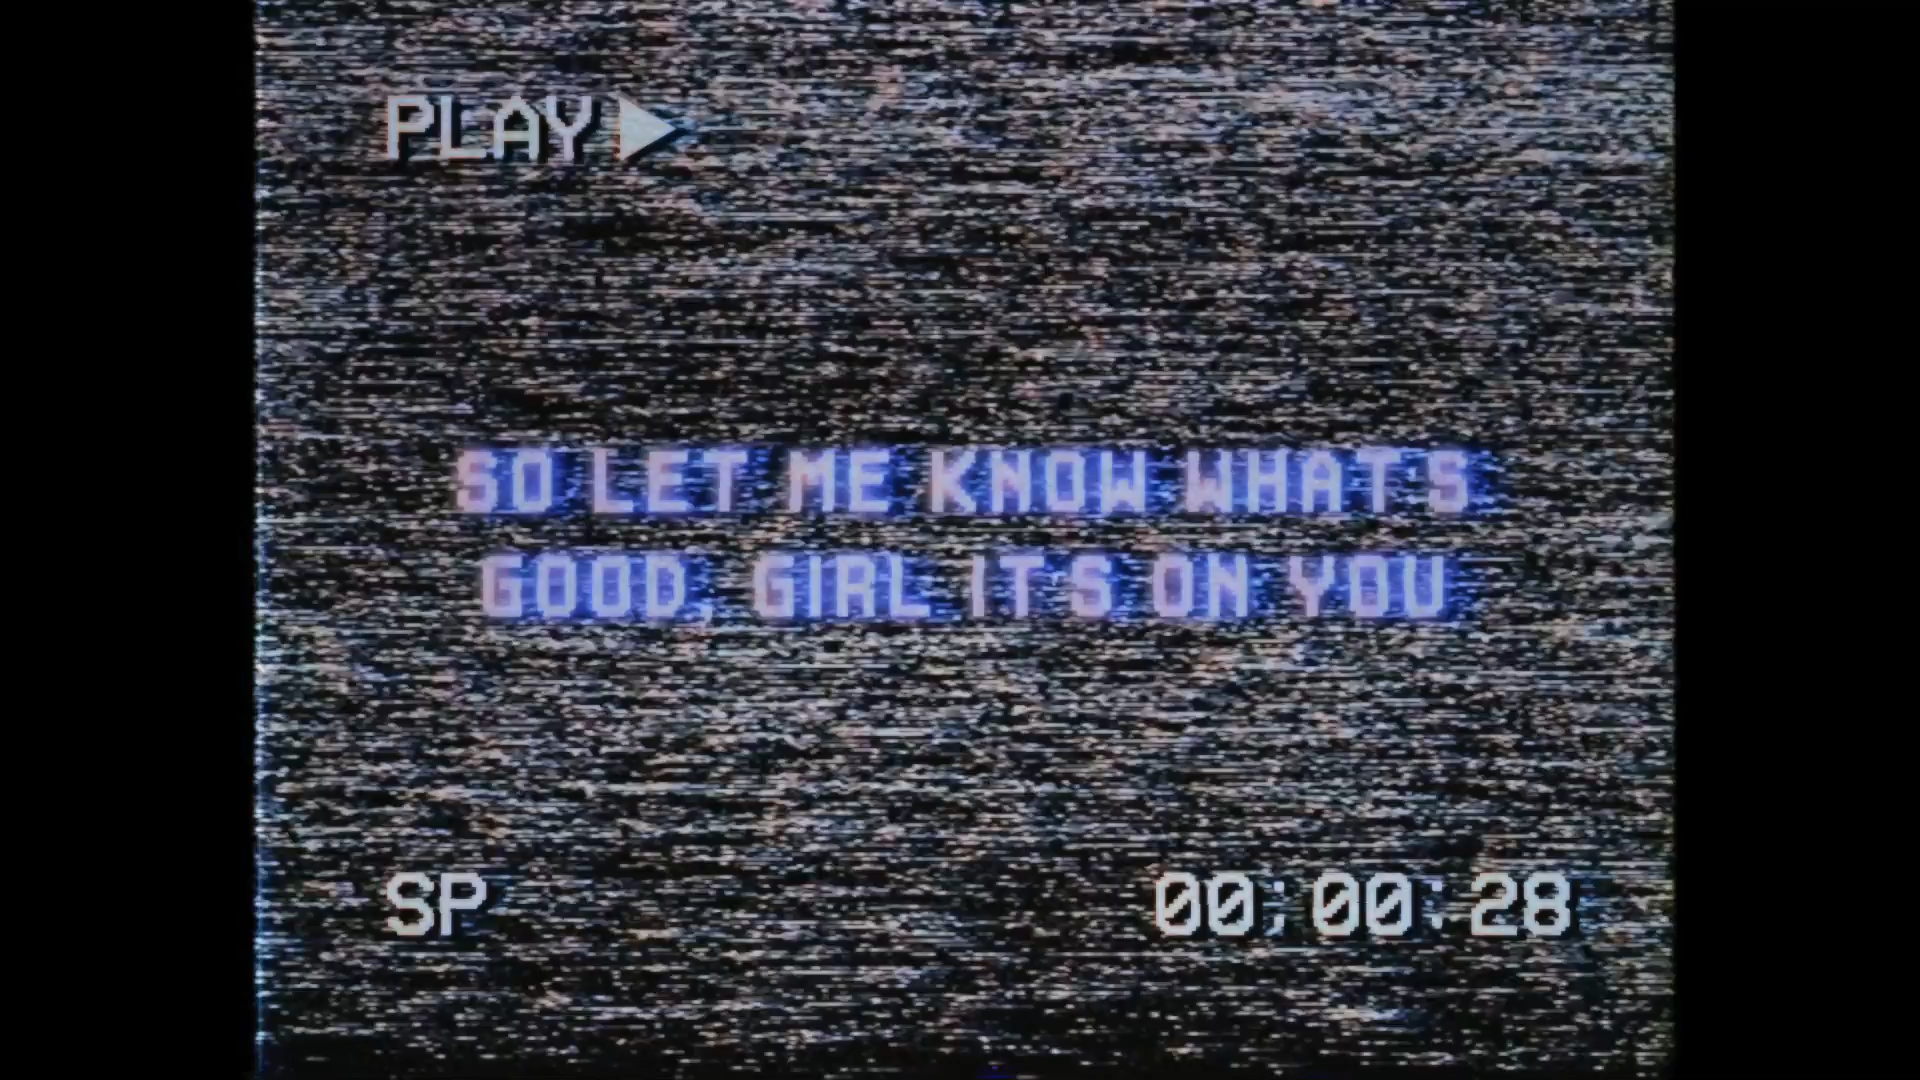 PLAY ▶
SO LET ME KNOW WHAT'S
GOOD, GIRL IT'S ON YOU
SP
00:00:28